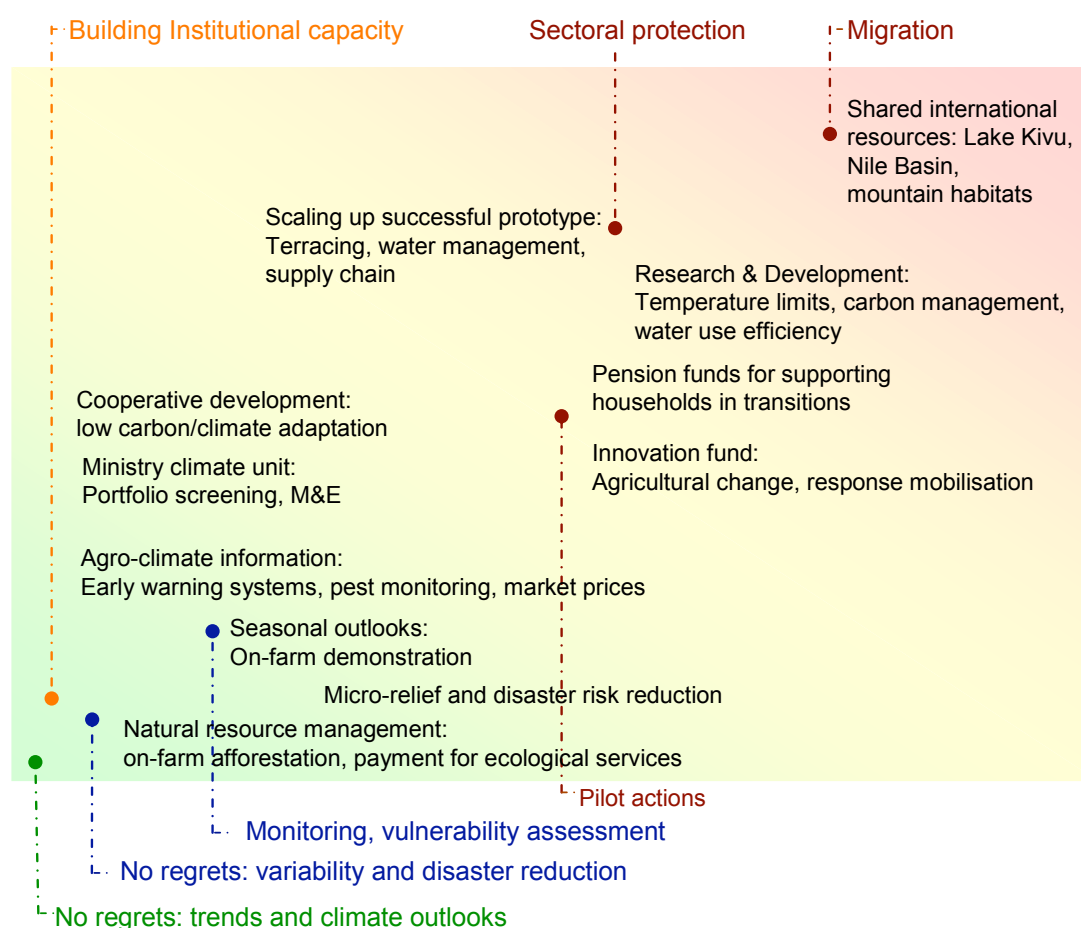 Building Institutional capacity
Sectoral protection
Migration
Shared international
resources: Lake Kivu,
Nile Basin,
mountain habitats
Scaling up successful prototype:
Terracing, water management,
supply chain
Research & Development:
Temperature limits, carbon management,
water use efficiency
Pension funds for supporting
households in transitions
Cooperative development:
low carbon/climate adaptation
Innovation fund:
Agricultural change, response mobilisation
Ministry climate unit:
Portfolio screening, M&E
Agro-climate information:
Early warning systems, pest monitoring, market prices
Seasonal outlooks:
On-farm demonstration
Micro-relief and disaster risk reduction
Natural resource management:
on-farm afforestation, payment for ecological services
Pilot actions
Monitoring, vulnerability assessment
No regrets: variability and disaster reduction
No regrets: trends and climate outlooks